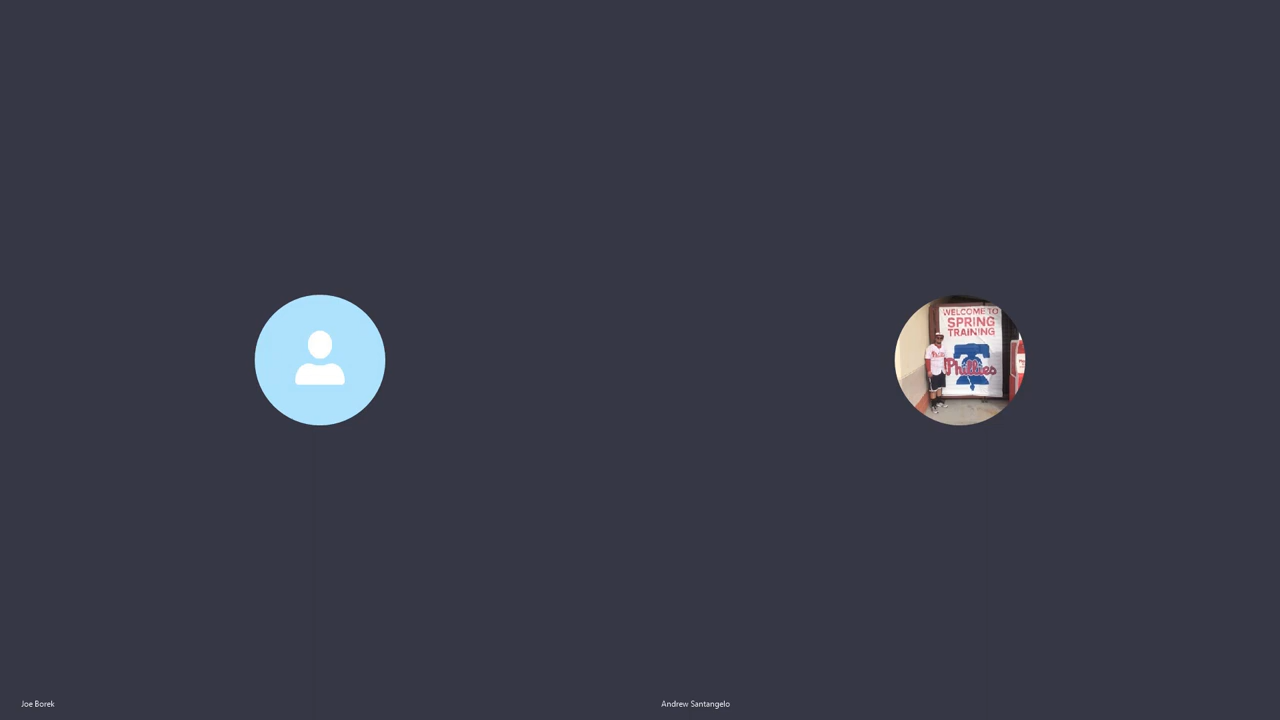 WELCOME TO
SPRING
TRAINING
Phillies
Joe Borek
Andrew Santangelo